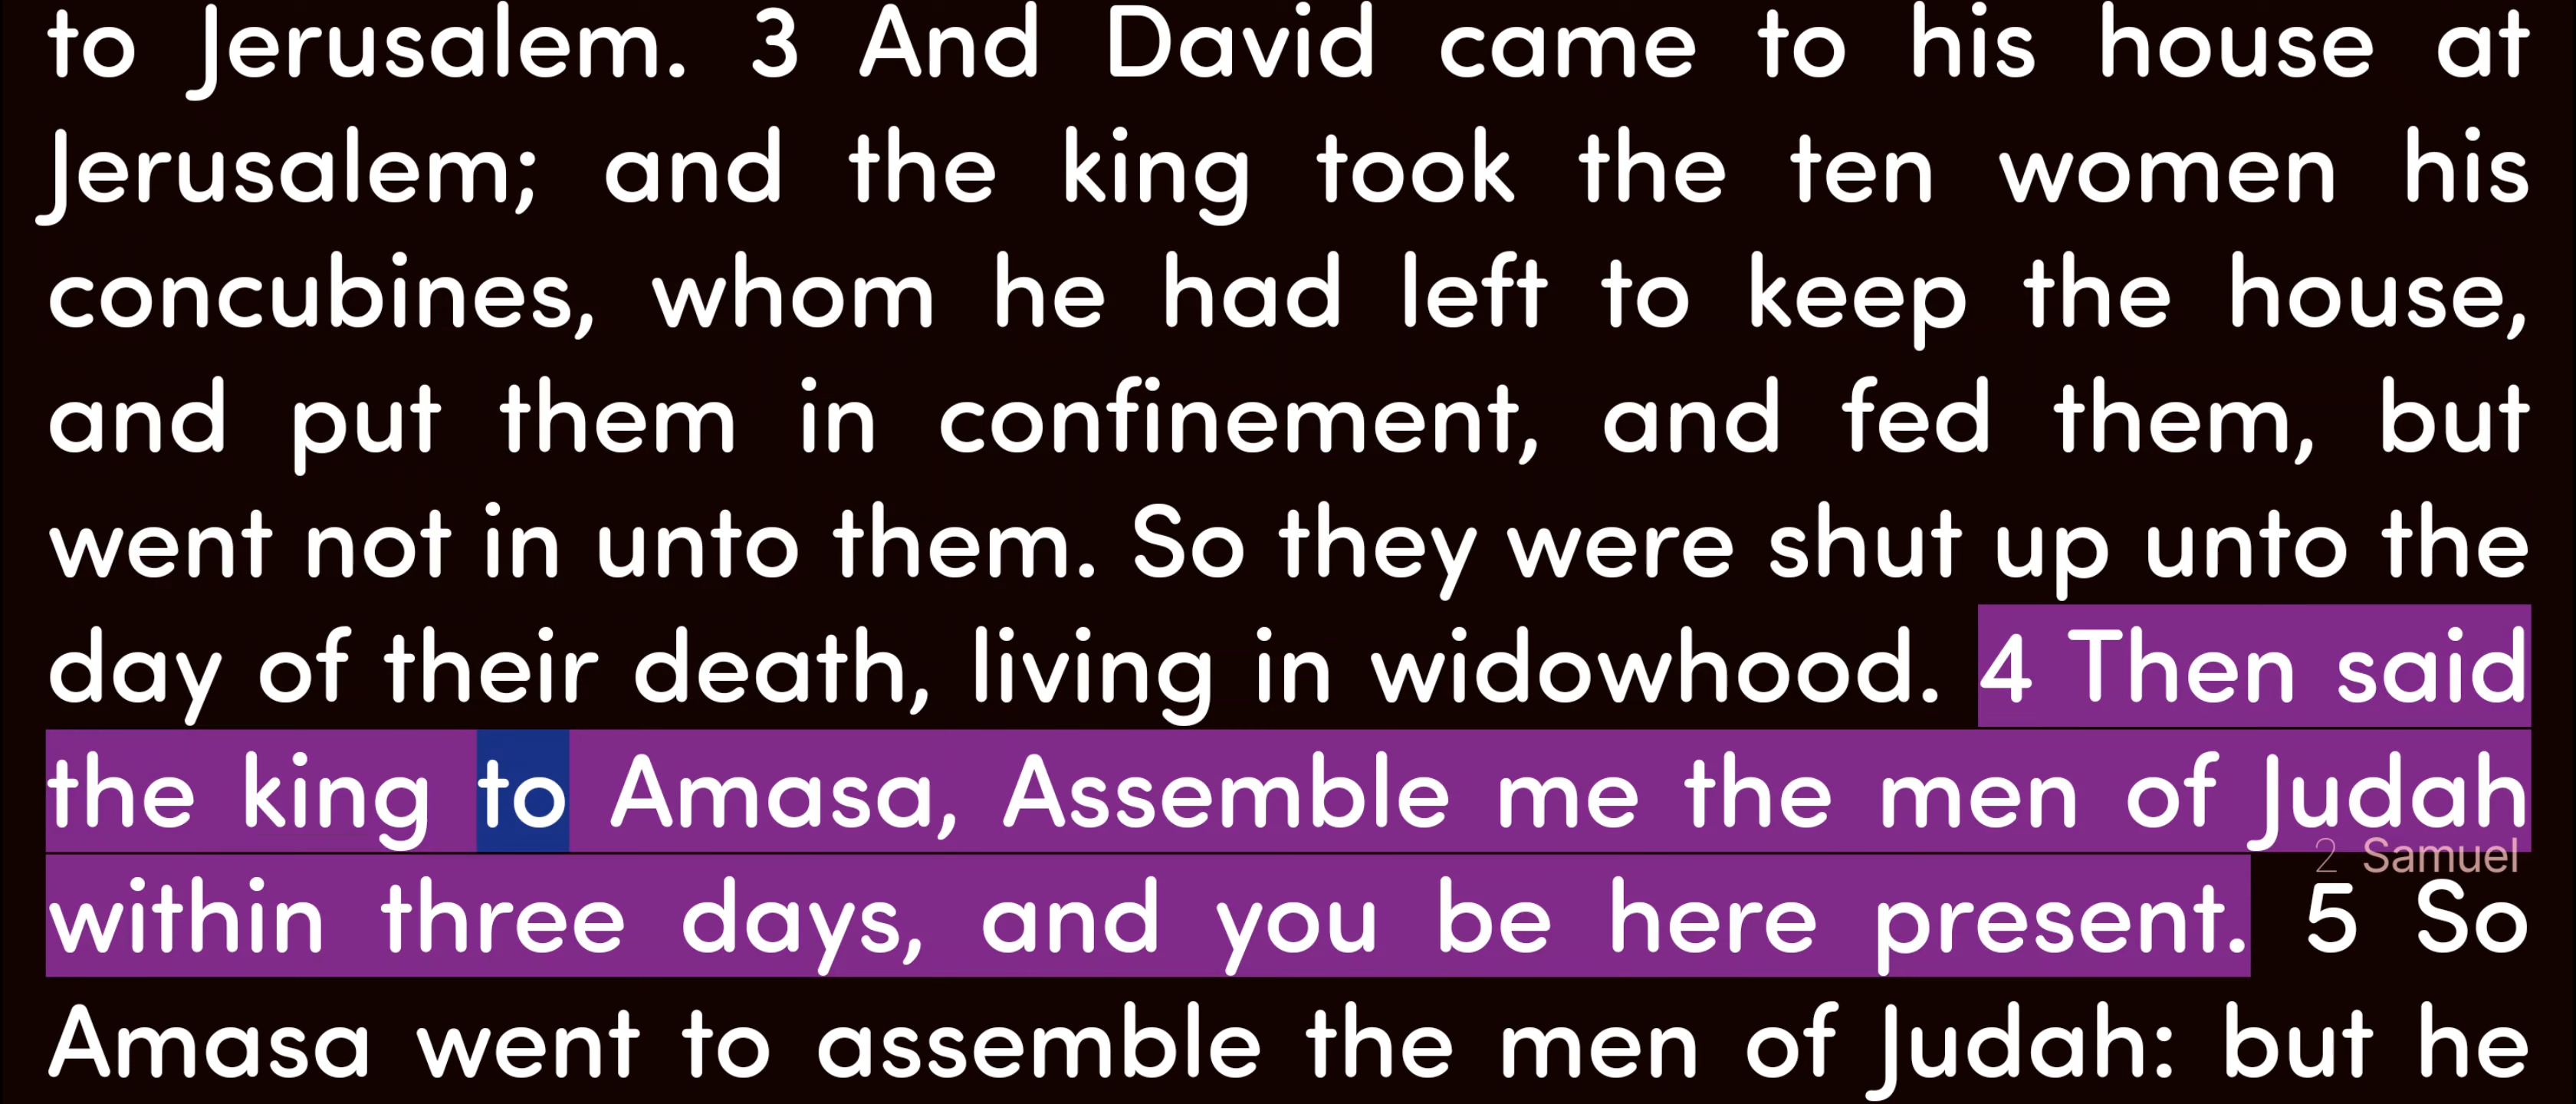 to Jerusalem. 3 And David came to his house at
Jerusalem; and the king took the ten women his
concubines, whom he had left to keep the house,
and put them in confinement, and fed them, but
went not in unto them. So they were shut up unto the
day of their death, living in widowhood. 4 Then said
the king to Amasa, Assemble me the men of Judah
2 Samuel
within three days, and you be here present. 5 So
Amasa went to assemble the men of Judah: but he